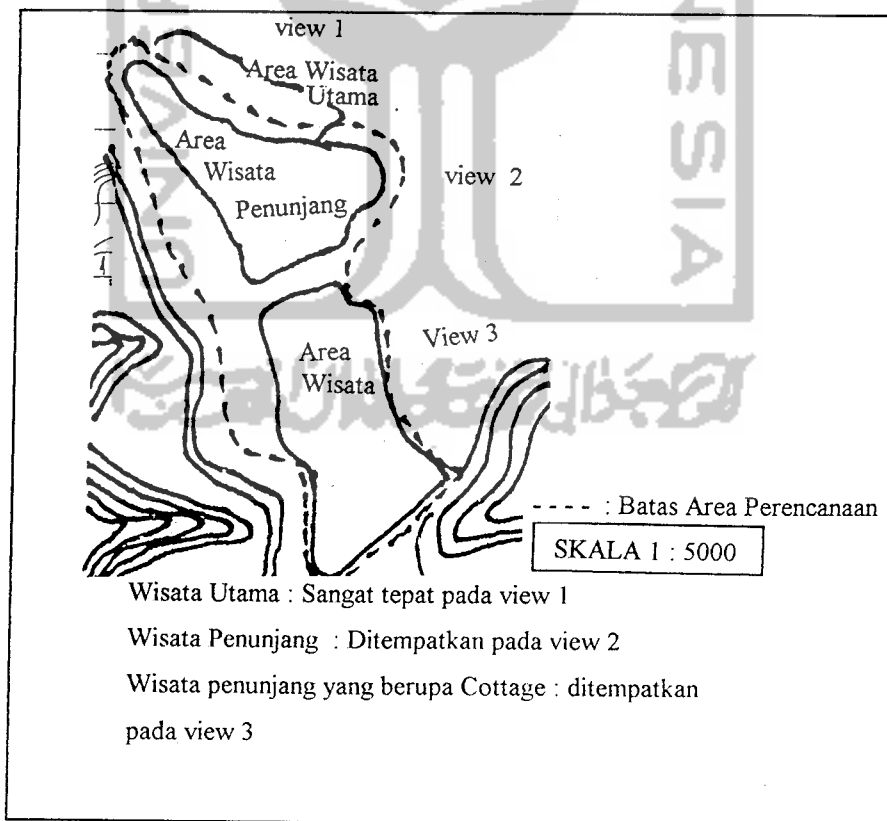 view 1
Area Wisata
Utama
Area
Wisata
Penunjang
view 2
View 3
Area
Wisata
---- : Batas Area Perencanaan
SKALA 1 : 5000
Wisata Utama : Sangat tepat pada view 1
Wisata Penunjang : Ditempatkan pada view 2
Wisata penunjang yang berupa Cottage : ditempatkan
pada view 3
NESIA